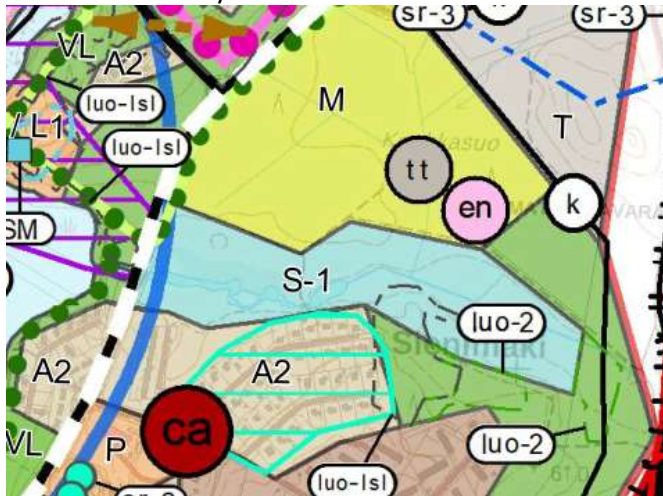 sr-3
sr-3
VL
A2
M
luo-lsl
/ L1
T
luo-lsl
tt
en
k
SM
S-1
luo-2
A2
A2
ca
VL
P
luo-2
luo-lsl